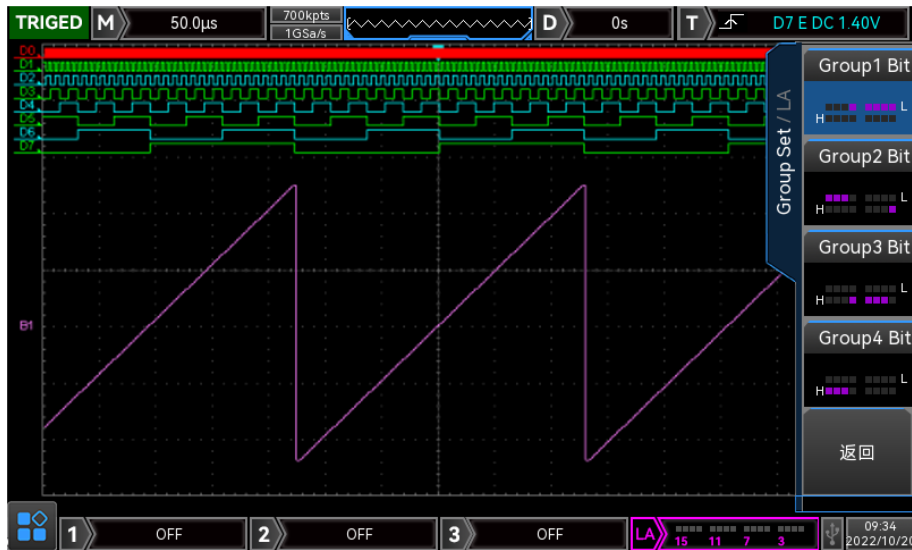 TRIGED M 50.0μs 700kpts D 0s T D7 E DC 1.40V
1GSa/s
D0
D1
D2
D3
D4
D5
D6
D7
B1
Group Set / LA
Group1 Bit
L
H
Group2 Bit
L
H
Group3 Bit
L
H
Group4 Bit
L
H
返回
1 OFF 2 OFF 3 OFF LA 15 11 7 3 09:34
2022/10/20